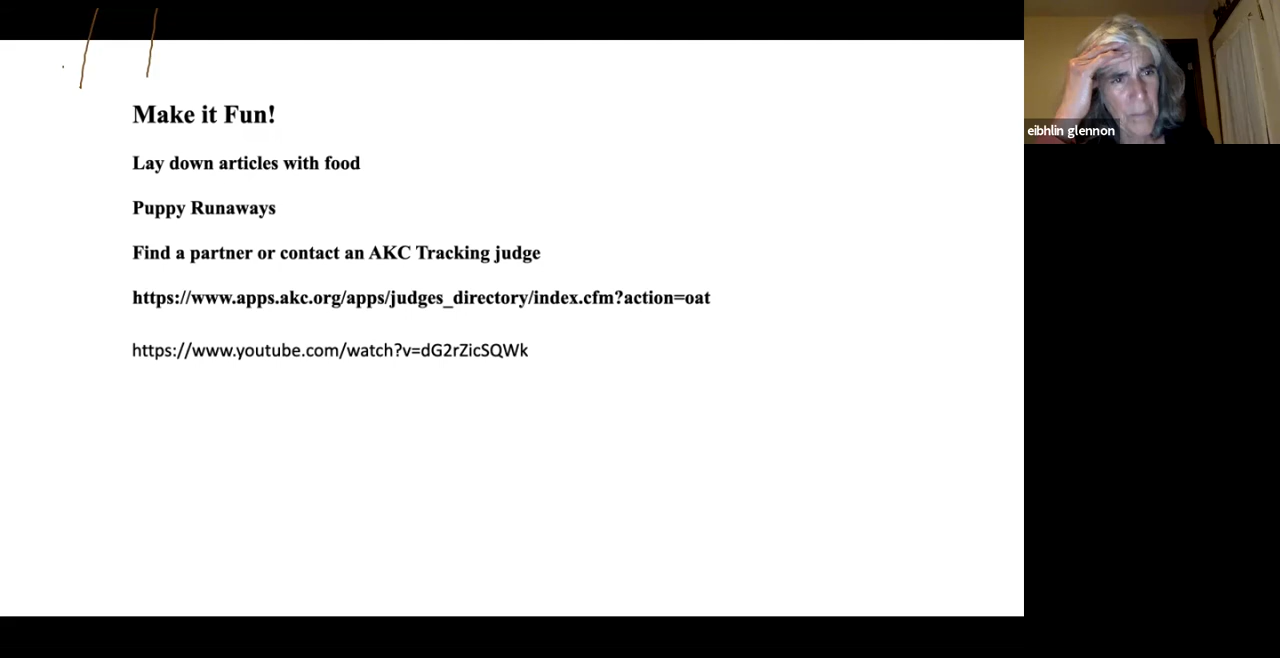 Make it Fun!
Lay down articles with food
Puppy Runaways
Find a partner or contact an AKC Tracking judge
https://www.apps.akc.org/apps/judges_directory/index.cfm?action=oat
https://www.youtube.com/watch?v=dG2rZicSQWk
eibhlin glennon